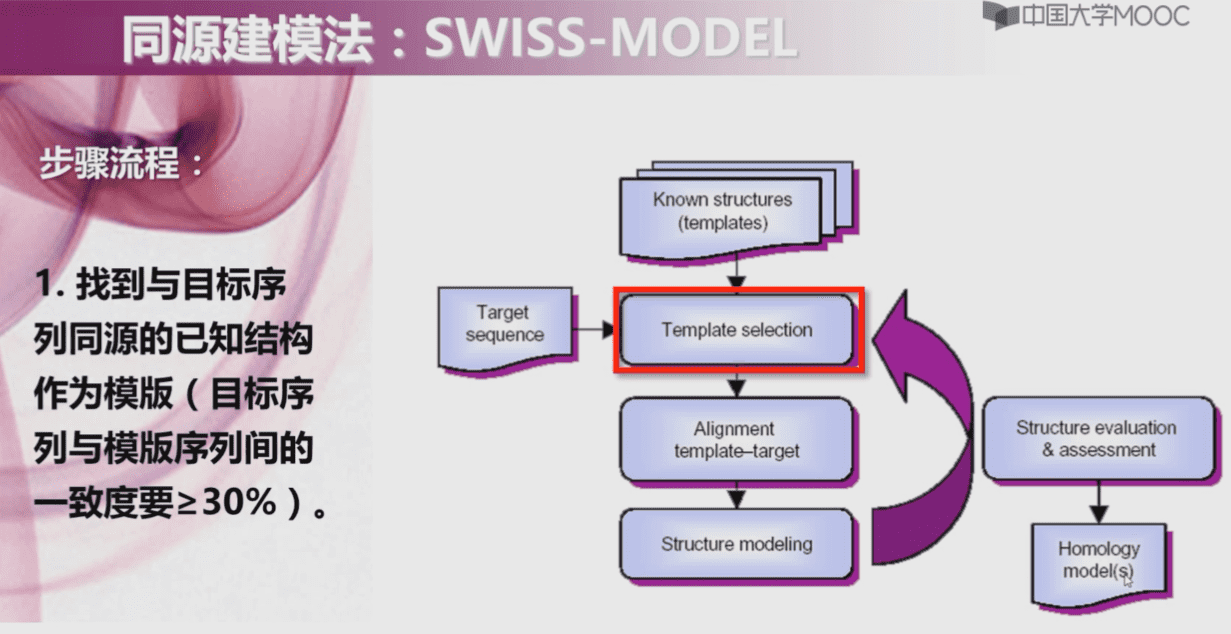 同源建模法：SWISS-MODEL
中国大学MOOC
步骤流程：
1. 找到与目标序
列同源的已知结构
作为模版（目标序
列与模版序列间的
一致度要≥30%）。
Known structures
(templates)
Target
sequence
Template selection
Alignment
template–target
Structure modeling
Structure evaluation
& assessment
Homology
model(s)